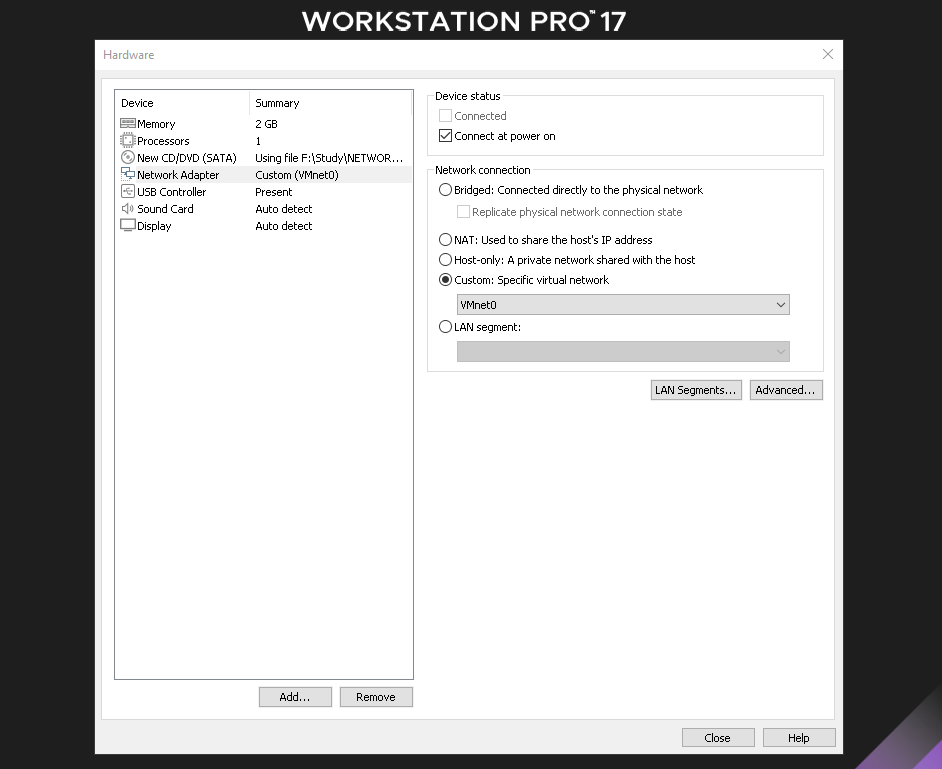 WORKSTATION PRO™ 17
Hardware
Device Summary
Memory 2 GB
Processors 1
New CD/DVD (SATA) Using file F:\Study\NETWOR...
Network Adapter Custom (VMnet0)
USB Controller Present
Sound Card Auto detect
Display Auto detect
Add...
Remove
Device status
Connected
Connect at power on
Network connection
Bridged: Connected directly to the physical network
Replicate physical network connection state
NAT: Used to share the host's IP address
Host-only: A private network shared with the host
Custom: Specific virtual network
VMnet0
LAN segment:
LAN Segments...
Advanced...
Close
Help